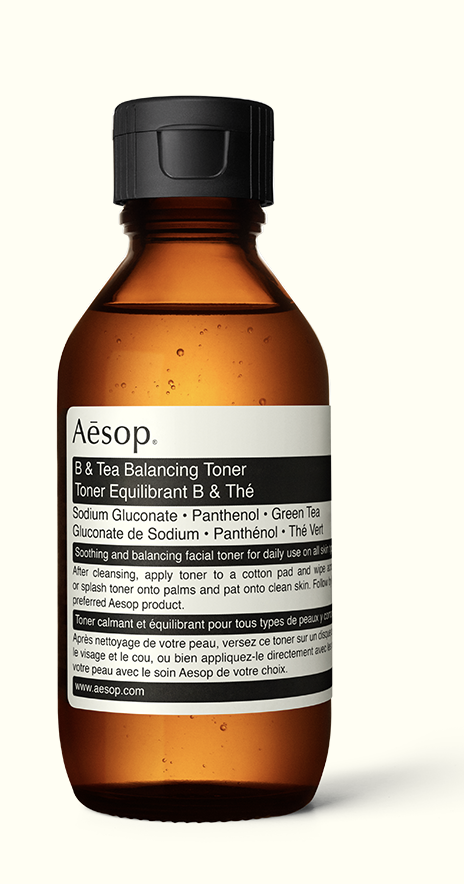 Aēsop®
B & Tea Balancing Toner
Toner Equilibrant B & Thé
Sodium Gluconate • Panthenol • Green Tea
Gluconate de Sodium • Panthénol • Thé Vert
Soothing and balancing facial toner for daily use on all skin
After cleansing, apply toner to a cotton pad and wipe
or splash toner onto palms and pat onto clean skin. Follow
preferred Aesop product.
Toner calmant et équilibrant pour tous types de peaux y
Après nettoyage de votre peau, versez ce toner sur un
le visage et le cou, ou bien appliquez-le directement avec
votre peau avec le soin Aesop de votre choix.
www.aesop.com